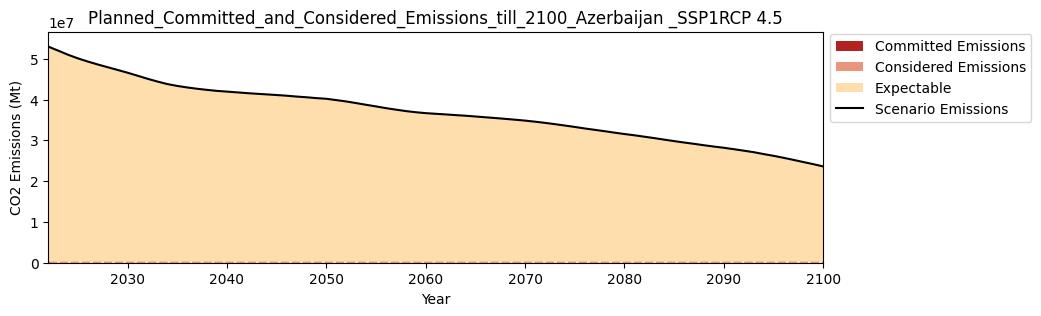 Planned_Committed_and_Considered_Emissions_till_2100_Azerbaijan _SSP1RCP 4.5
1e7
5
4
3
2
1
0
CO2 Emissions (Mt)
2030 2040 2050 2060 2070 2080 2090 2100
Year
Committed Emissions
Considered Emissions
Expectable
Scenario Emissions